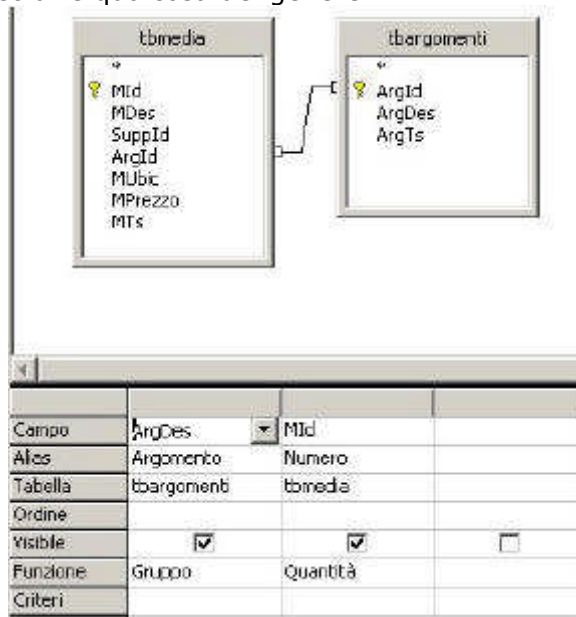 tbmedia
*
MId
MDes
SuppId
ArgId
MUbic
MPrezzo
MTs
tbargomenti
*
ArgId
ArgDes
ArgTs
Campo ArgDes MId
Alias Argomento Numero
Tabella tbargomenti tbmedia
Ordine
Visibile
Funzione Gruppo Quantità
Criteri